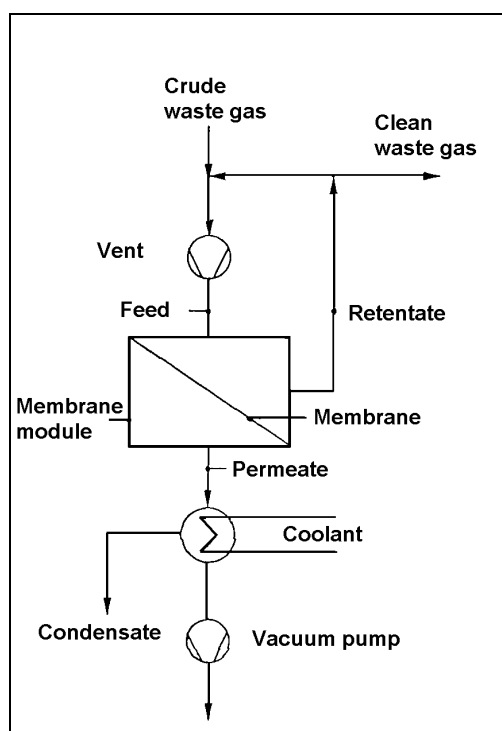 Crude
waste gas
Clean
waste gas
Vent
Feed
Retentate
Membrane
module
Membrane
Permeate
Coolant
Condensate
Vacuum pump